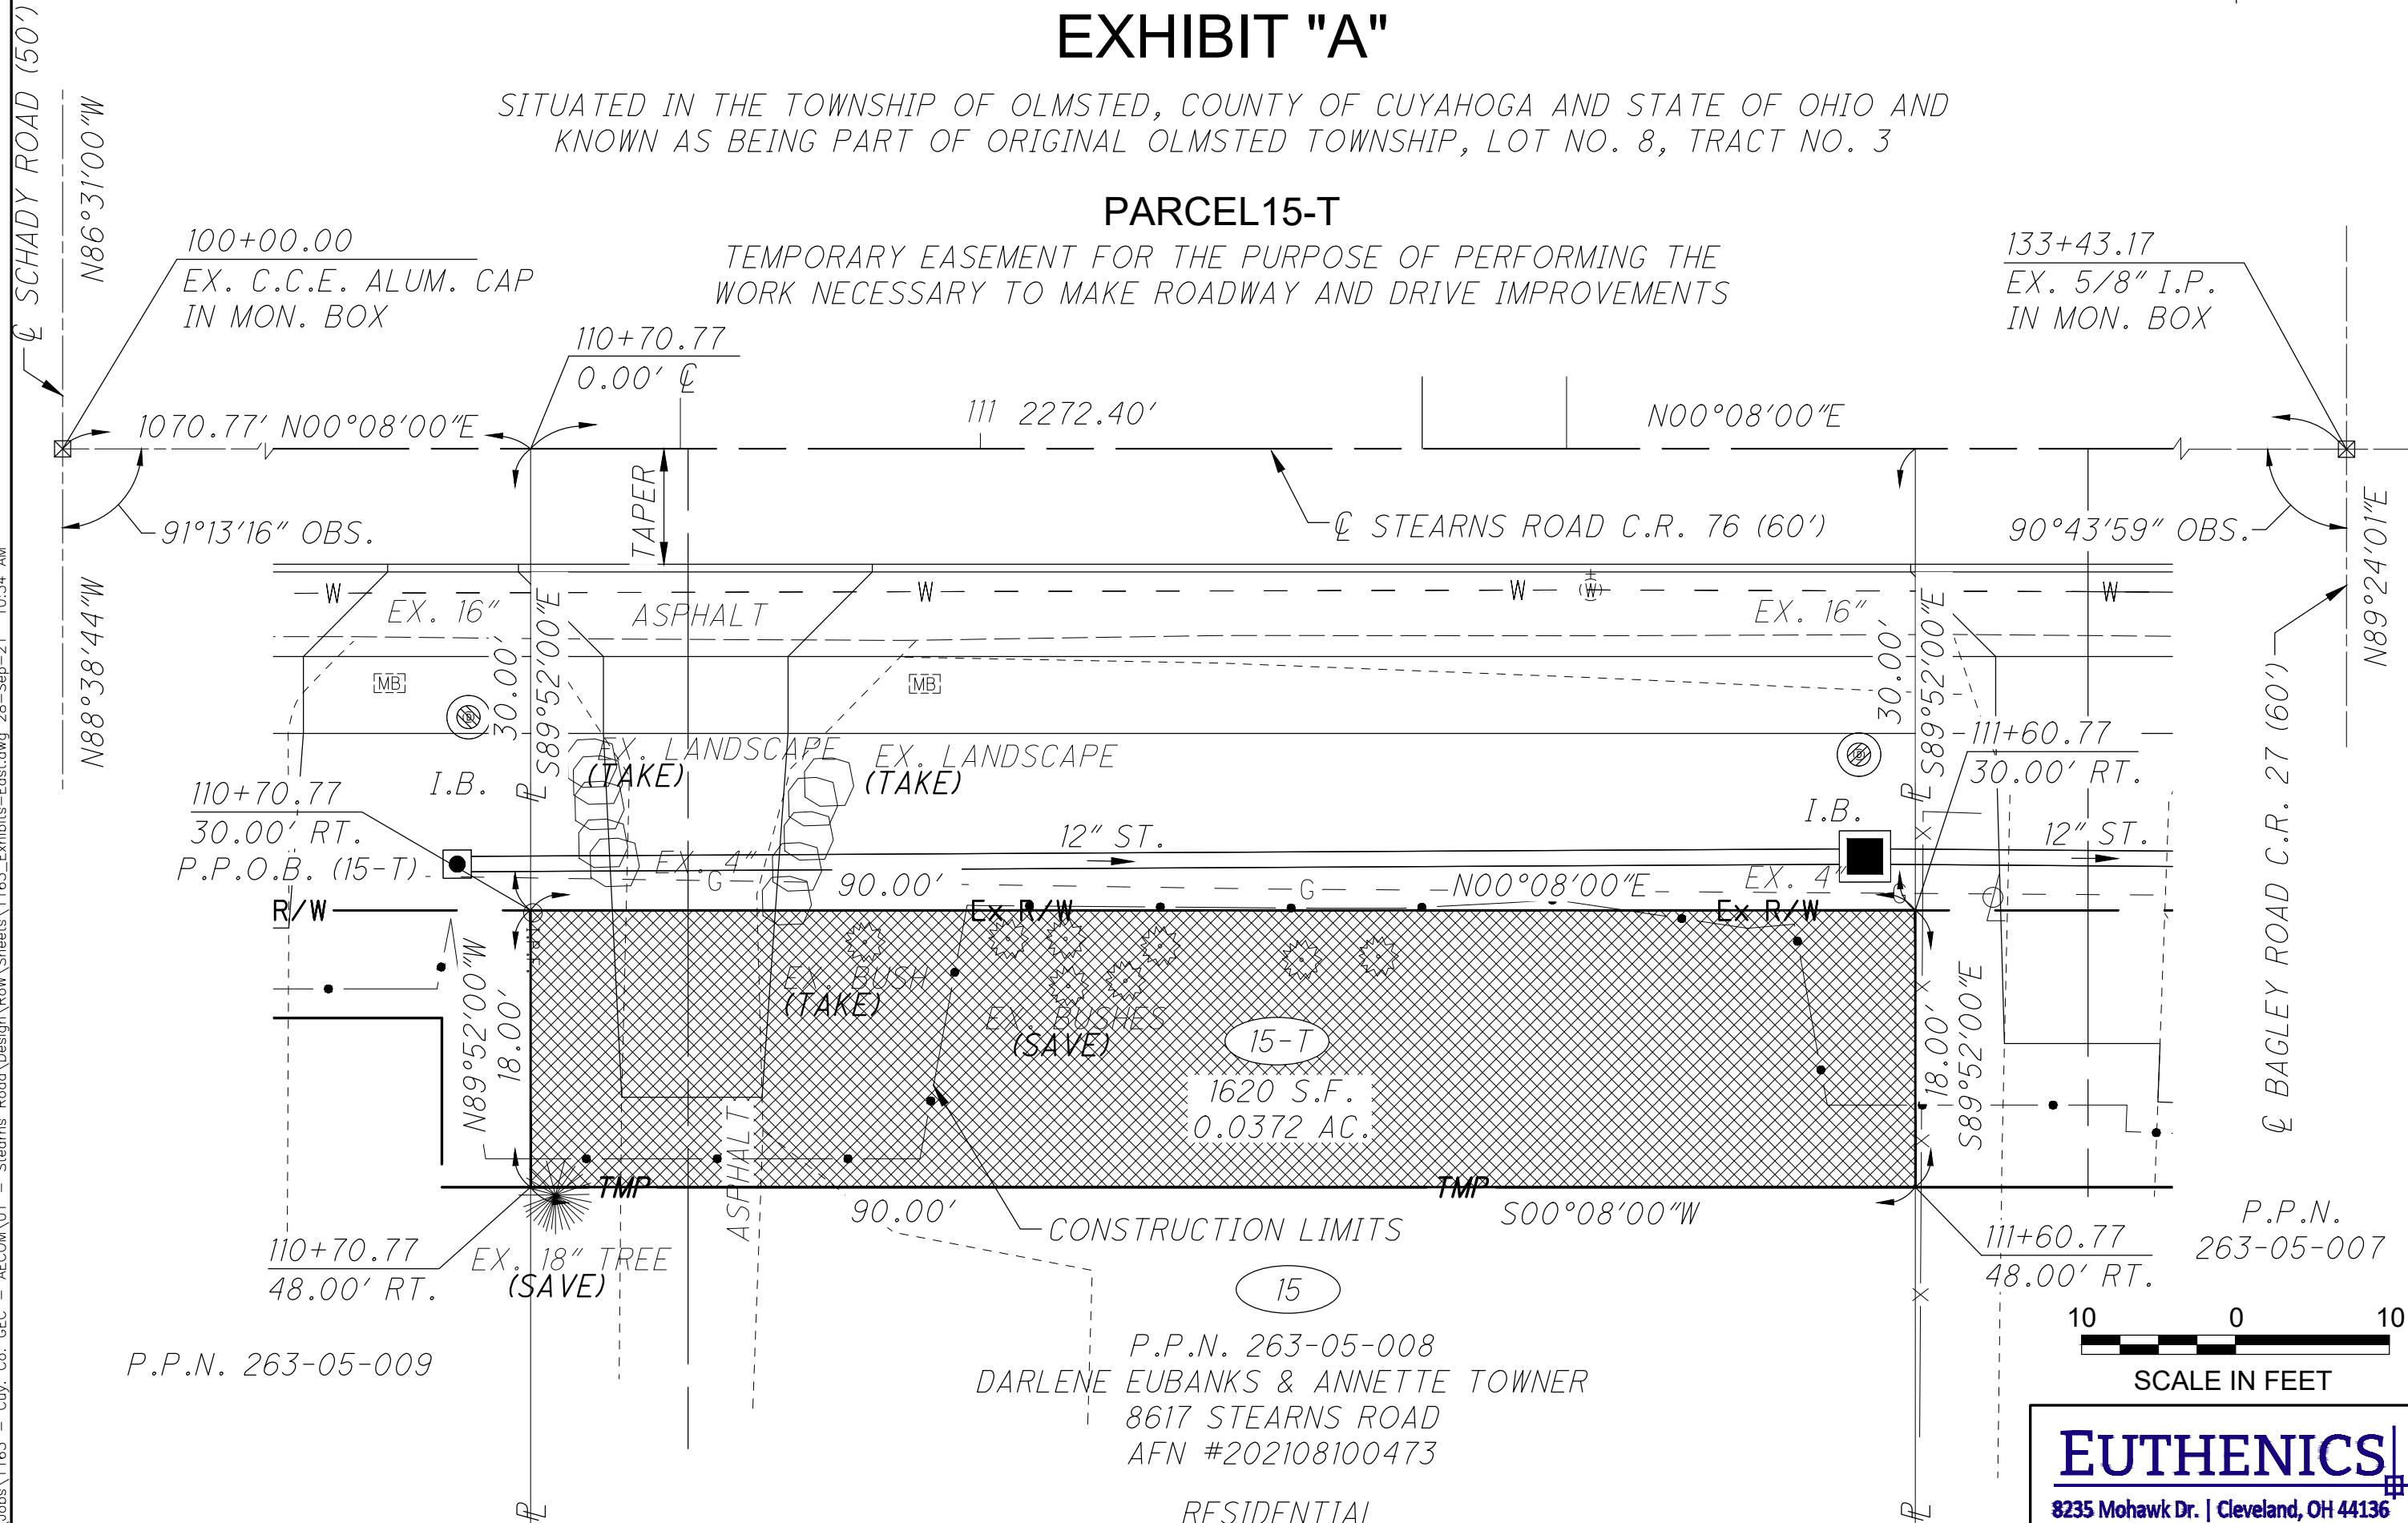 EXHIBIT "A"
SITUATED IN THE TOWNSHIP OF OLMSTED, COUNTY OF CUYAHOGA AND STATE OF OHIO AND
KNOWN AS BEING PART OF ORIGINAL OLMSTED TOWNSHIP, LOT NO. 8, TRACT NO. 3
PARCEL15-T
TEMPORARY EASEMENT FOR THE PURPOSE OF PERFORMING THE
WORK NECESSARY TO MAKE ROADWAY AND DRIVE IMPROVEMENTS
℄ SCHADY ROAD (50')
N86°31'00"W
100+00.00
EX. C.C.E. ALUM. CAP
IN MON. BOX
133+43.17
EX. 5/8" I.P.
IN MON. BOX
110+70.77
0.00' ℄
1070.77' N00°08'00"E
111 2272.40'
N00°08'00"E
TAPER
91°13'16" OBS.
℄ STEARNS ROAD C.R. 76 (60')
90°43'59" OBS.
N88°38'44"W
N89°24'01"E
W W W (W) W
EX. 16"
ASPHALT
EX. 16"
MB
MB
30.00'
S89°52'00"E
30.00'
S89°52'00"E
EX. LANDSCAPE
(TAKE)
EX. LANDSCAPE
(TAKE)
111+60.77
30.00' RT.
I.B.
I.B.
110+70.77
30.00' RT.
P.P.O.B. (15-T)
12" ST.
12" ST.
EX. 4"
G
90.00'
G
N00°08'00"E
EX. 4"
G
R/W
Ex R/W
Ex R/W
N89°52'00"W
18.00'
EX. BUSH
(TAKE)
EX. BUSHES
(SAVE)
15-T
1620 S.F.
0.0372 AC.
18.00'
S89°52'00"E
℄ BAGLEY ROAD C.R. 27 (60')
ASPHALT
TMP
TMP
90.00'
CONSTRUCTION LIMITS
S00°08'00"W
110+70.77
48.00' RT.
EX. 18" TREE
(SAVE)
111+60.77
48.00' RT.
P.P.N.
263-05-007
15
P.P.N. 263-05-009
P.P.N. 263-05-008
DARLENE EUBANKS & ANNETTE TOWNER
8617 STEARNS ROAD
AFN #202108100473
RESIDENTIAL
10 0 10
SCALE IN FEET
EUTHENICS
8235 Mohawk Dr. | Cleveland, OH 44136